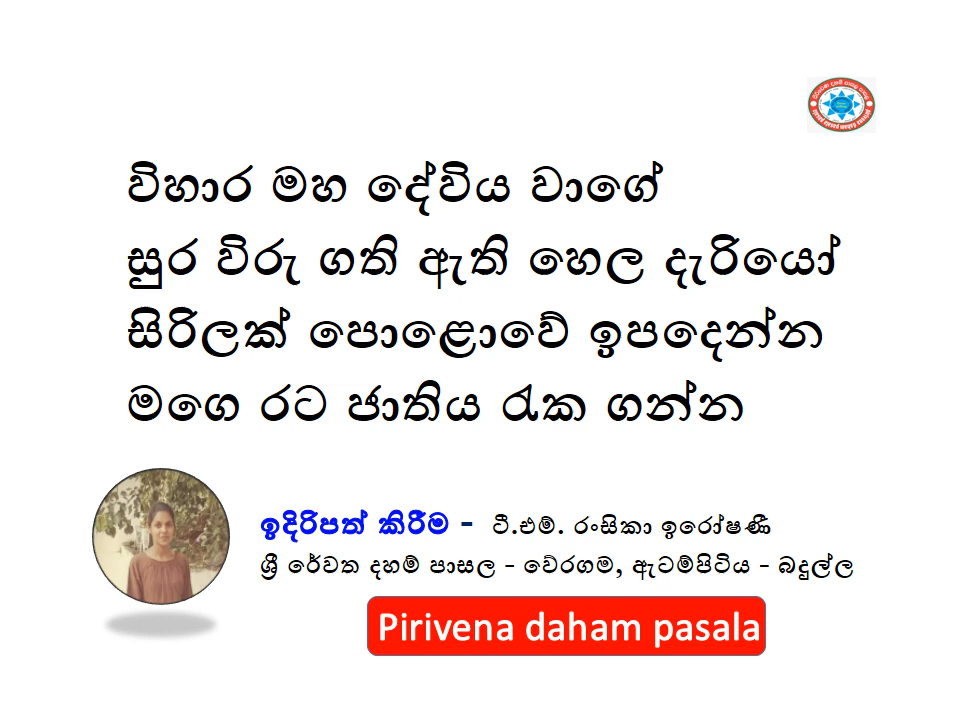 විහාර මහ දේවිය වාගේ
සුර විරු ගති ඇති හෙල දැරියෝ
සිරිලක් පොළොවේ ඉපදෙන්න
මගෙ රට ජාතිය රැක ගන්න
ඉදිරිපත් කිරීම - ටී.එම්. රංසිකා ඉරෝෂණී
ශ්‍රී රේවත දහම් පාසල - වේරගම, ඇටම්පිටිය - බදුල්ල
Pirivena daham pasala